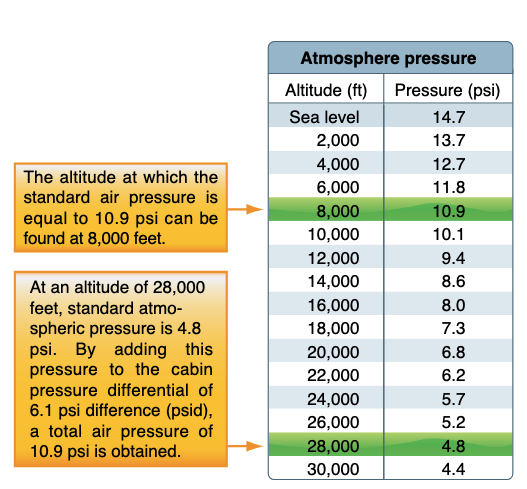 Atmosphere pressure
Altitude (ft) Pressure (psi)
Sea level 14.7
2,000 13.7
4,000 12.7
6,000 11.8
8,000 10.9
10,000 10.1
12,000 9.4
14,000 8.6
16,000 8.0
18,000 7.3
20,000 6.8
22,000 6.2
24,000 5.7
26,000 5.2
28,000 4.8
30,000 4.4
The altitude at which the
standard air pressure is
equal to 10.9 psi can be
found at 8,000 feet.
At an altitude of 28,000
feet, standard atmo-
spheric pressure is 4.8
psi. By adding this
pressure to the cabin
pressure differential of
6.1 psi difference (psid),
a total air pressure of
10.9 psi is obtained.